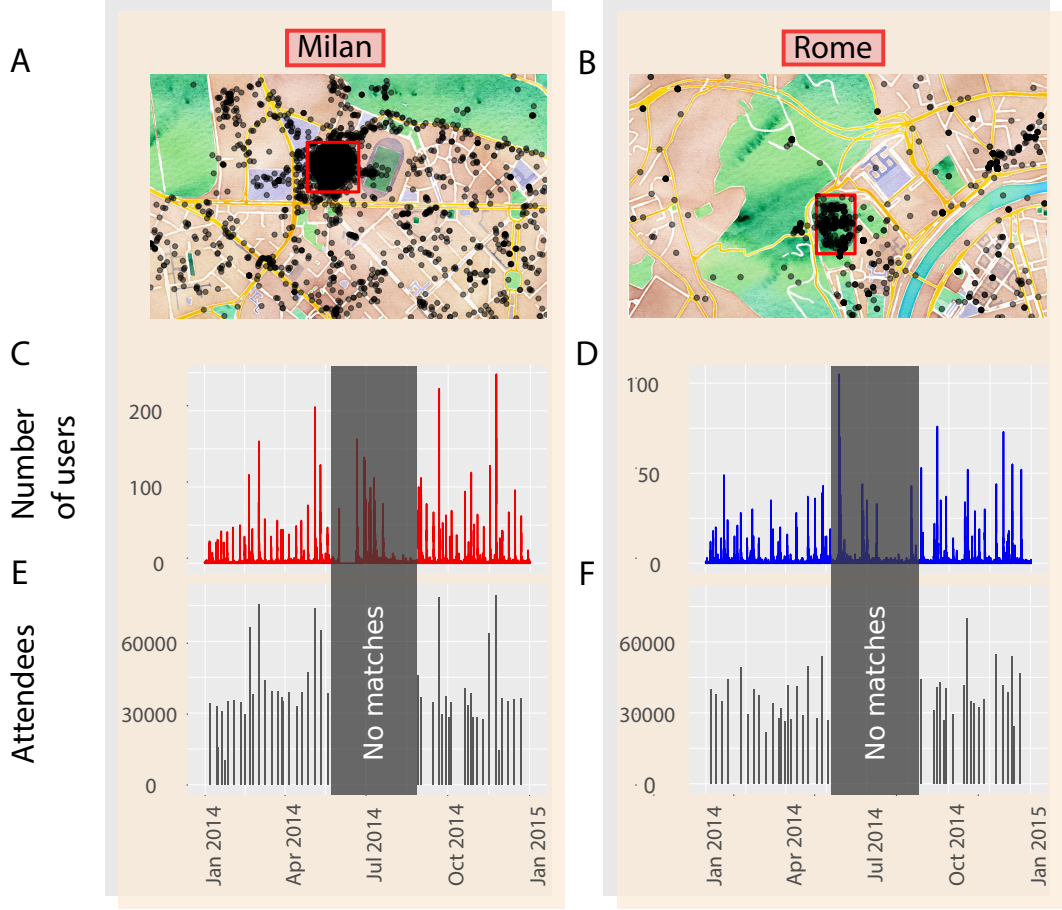 A
Milan
B
Rome
C
Number
of users
200
100
0
D
100
50
0
E
Attendees
60000
30000
0
No matches
Jan 2014
Apr 2014
Jul 2014
Oct 2014
Jan 2015
F
60000
30000
0
No matches
Jan 2014
Apr 2014
Jul 2014
Oct 2014
Jan 2015